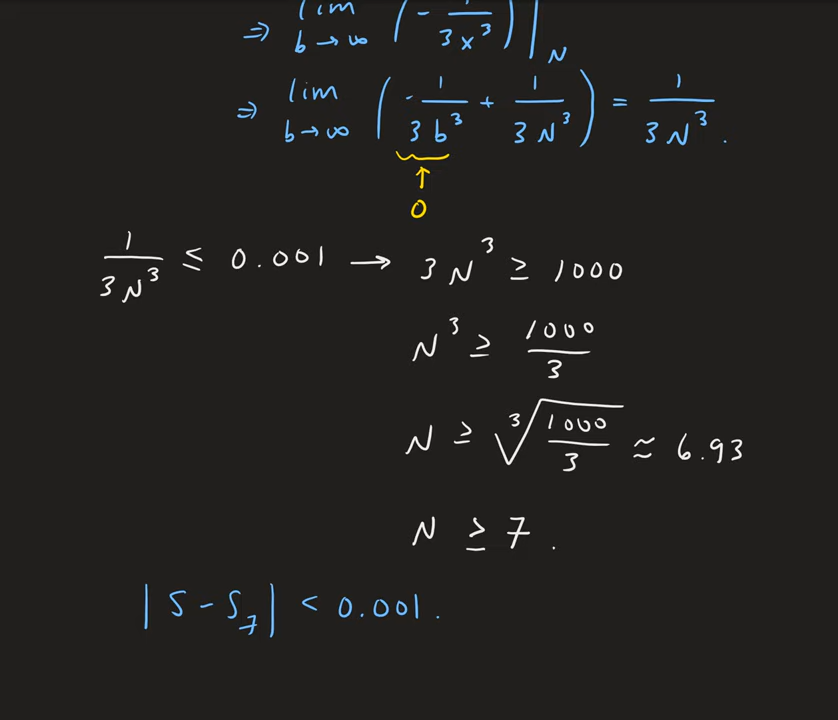 ⇒ lim b→∞ (- 1/3x³) |_N
⇒ lim b→∞ (- 1/3b³ + 1/3N³) = 1/3N³ .
↑
0
1/3N³ ≤ 0.001 → 3N³ ≥ 1000
N³ ≥ 1000/3
N ≥ ∛(1000/3) ≈ 6.93
N ≥ 7 .
|S - S₇| < 0.001 .